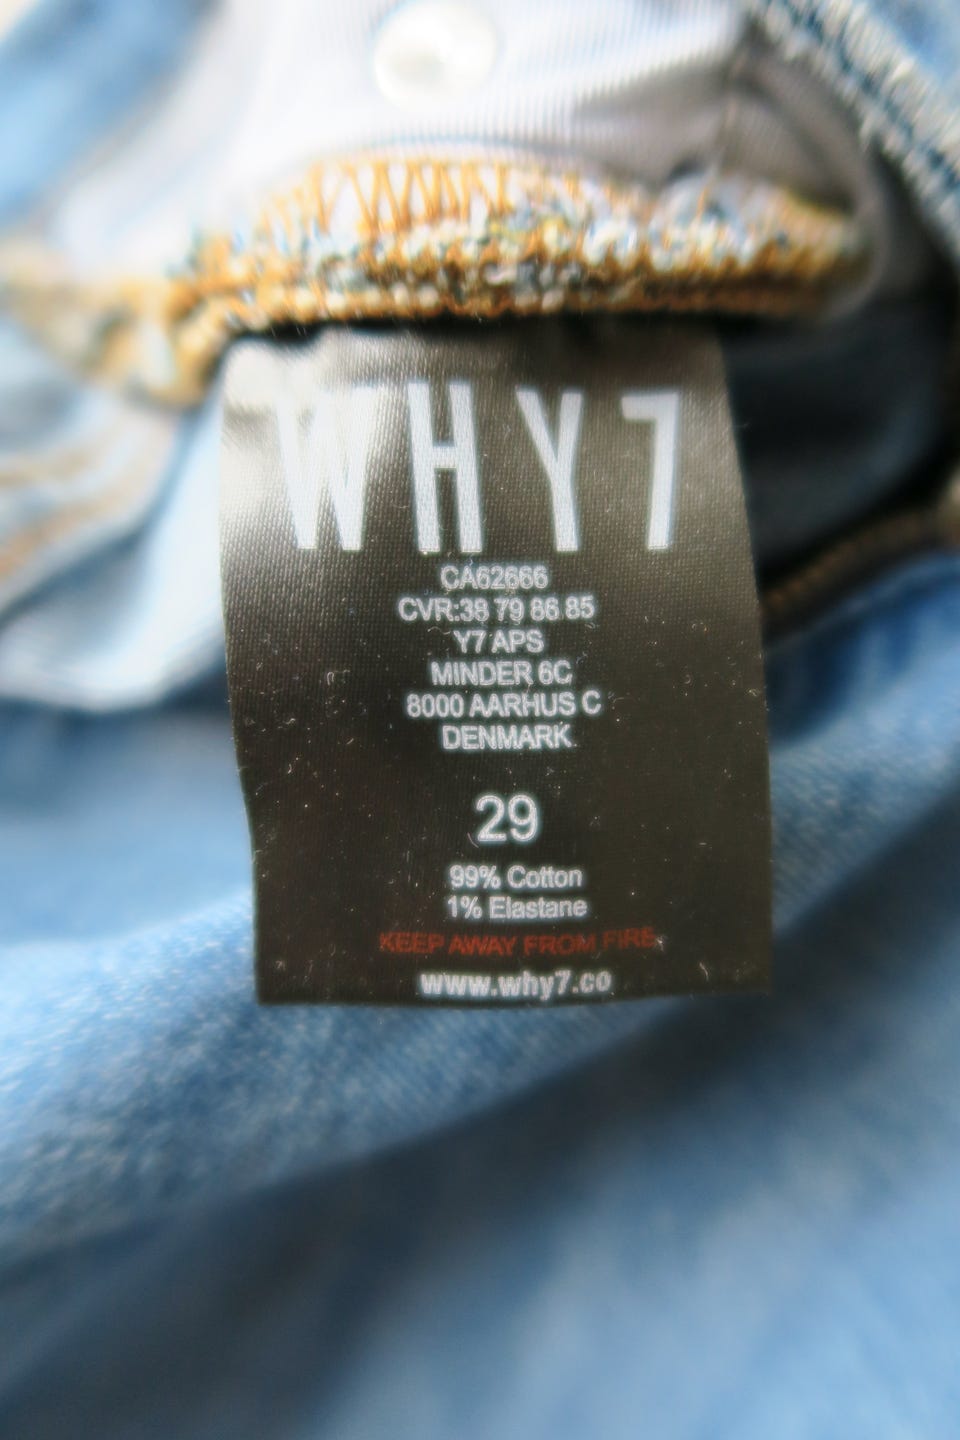 WHY7
CA62666
CVR:38 79 86 85
Y7 APS
MINDER 6C
8000 AARHUS C
DENMARK
29
99% Cotton
1% Elastane
KEEP AWAY FROM FIRE
www.why7.co